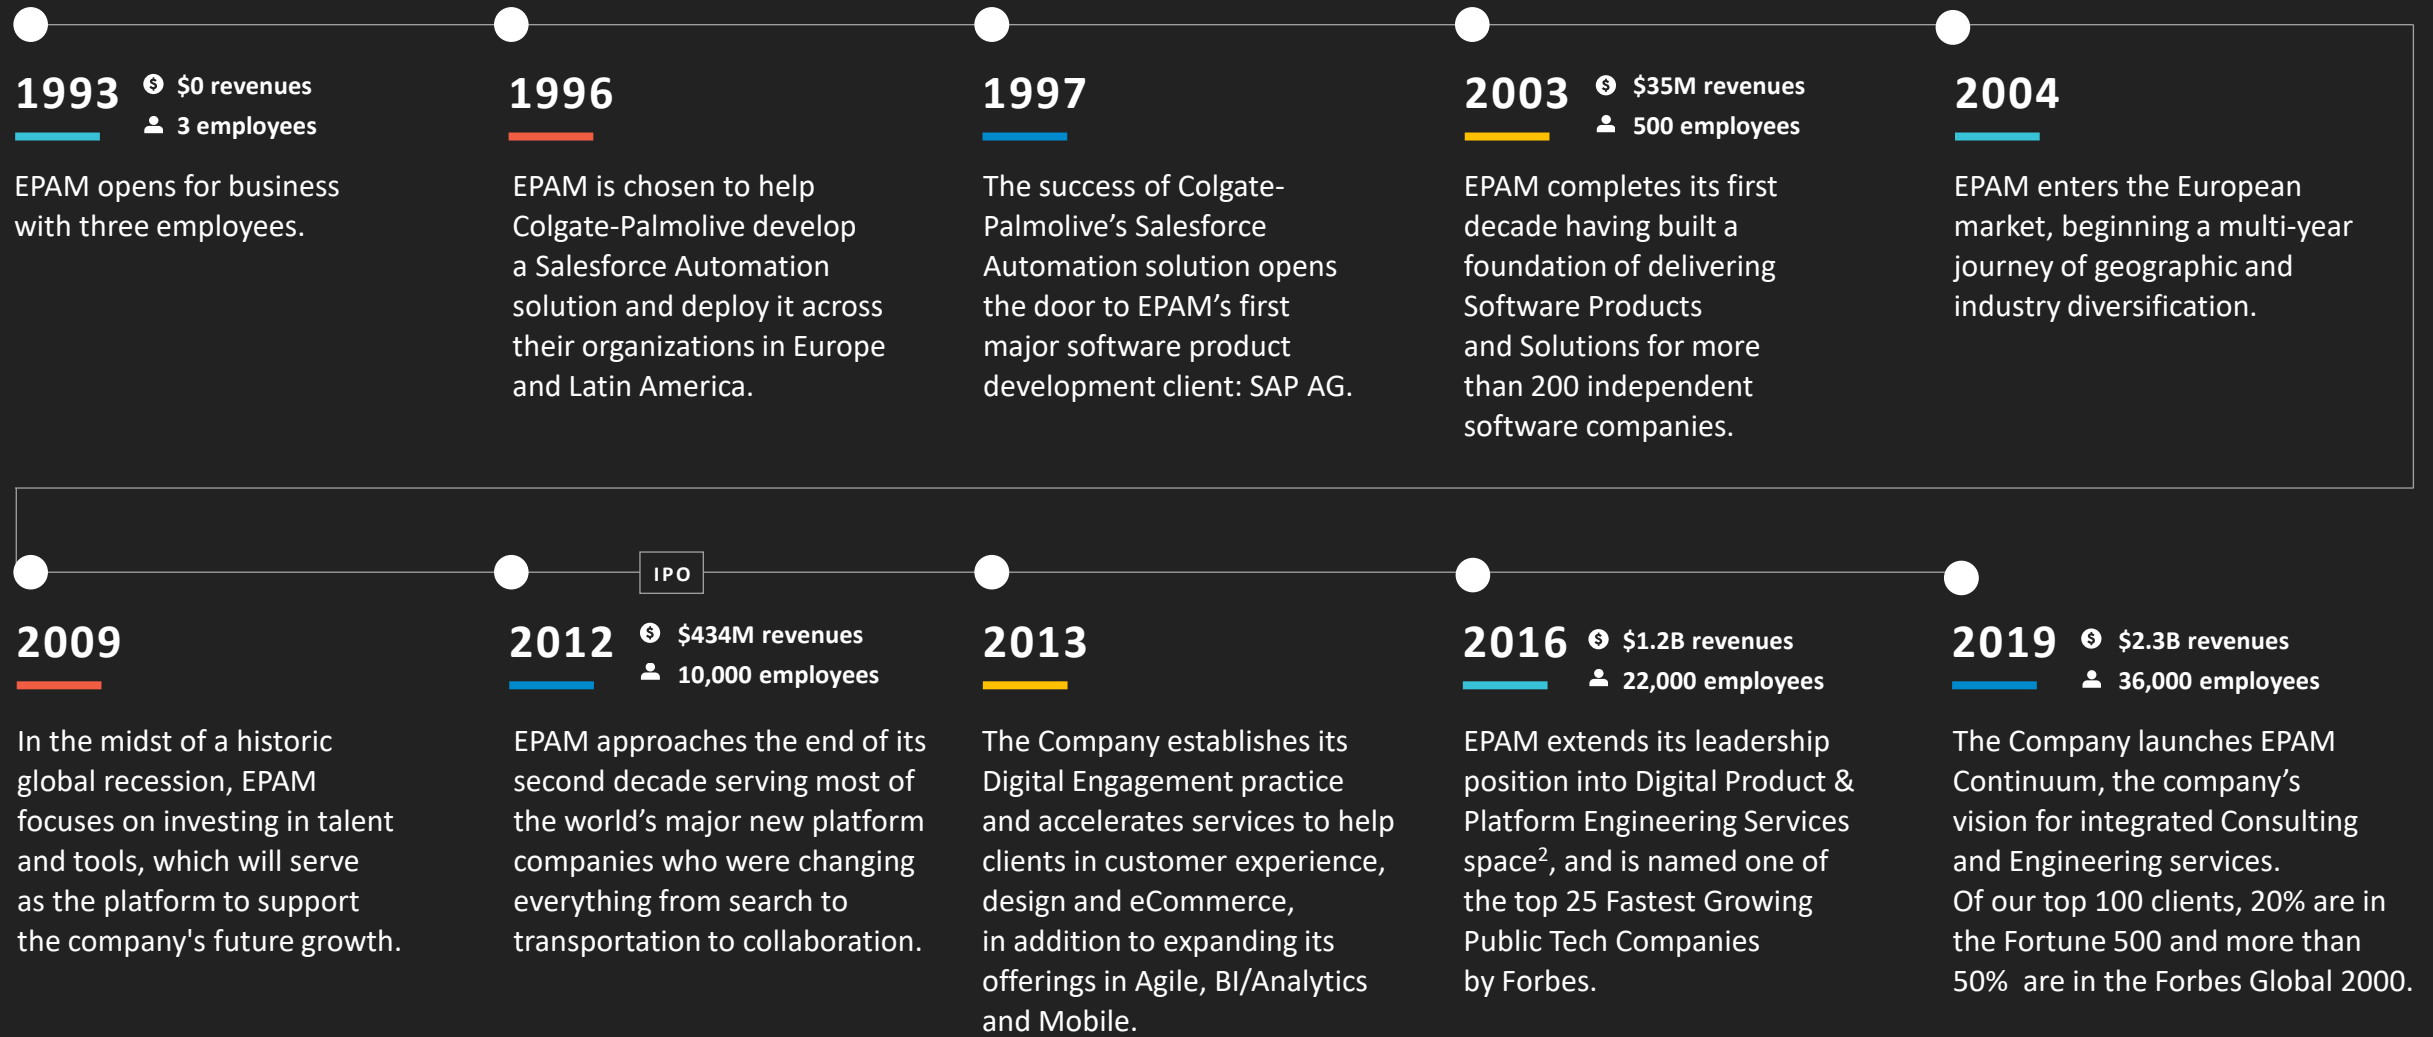 1993
$0 revenues
3 employees
EPAM opens for business
with three employees.
1996
EPAM is chosen to help
Colgate-Palmolive develop
a Salesforce Automation
solution and deploy it across
their organizations in Europe
and Latin America.
1997
The success of Colgate-
Palmolive’s Salesforce
Automation solution opens
the door to EPAM’s first
major software product
development client: SAP AG.
2003
$35M revenues
500 employees
EPAM completes its first
decade having built a
foundation of delivering
Software Products
and Solutions for more
than 200 independent
software companies.
2004
EPAM enters the European
market, beginning a multi-year
journey of geographic and
industry diversification.
2009
In the midst of a historic
global recession, EPAM
focuses on investing in talent
and tools, which will serve
as the platform to support
the company's future growth.
IPO
2012
$434M revenues
10,000 employees
EPAM approaches the end of its
second decade serving most of
the world’s major new platform
companies who were changing
everything from search to
transportation to collaboration.
2013
The Company establishes its
Digital Engagement practice
and accelerates services to help
clients in customer experience,
design and eCommerce,
in addition to expanding its
offerings in Agile, BI/Analytics
and Mobile.
2016
$1.2B revenues
22,000 employees
EPAM extends its leadership
position into Digital Product &
Platform Engineering Services
space², and is named one of
the top 25 Fastest Growing
Public Tech Companies
by Forbes.
2019
$2.3B revenues
36,000 employees
The Company launches EPAM
Continuum, the company’s
vision for integrated Consulting
and Engineering services.
Of our top 100 clients, 20% are in
the Fortune 500 and more than
50% are in the Forbes Global 2000.